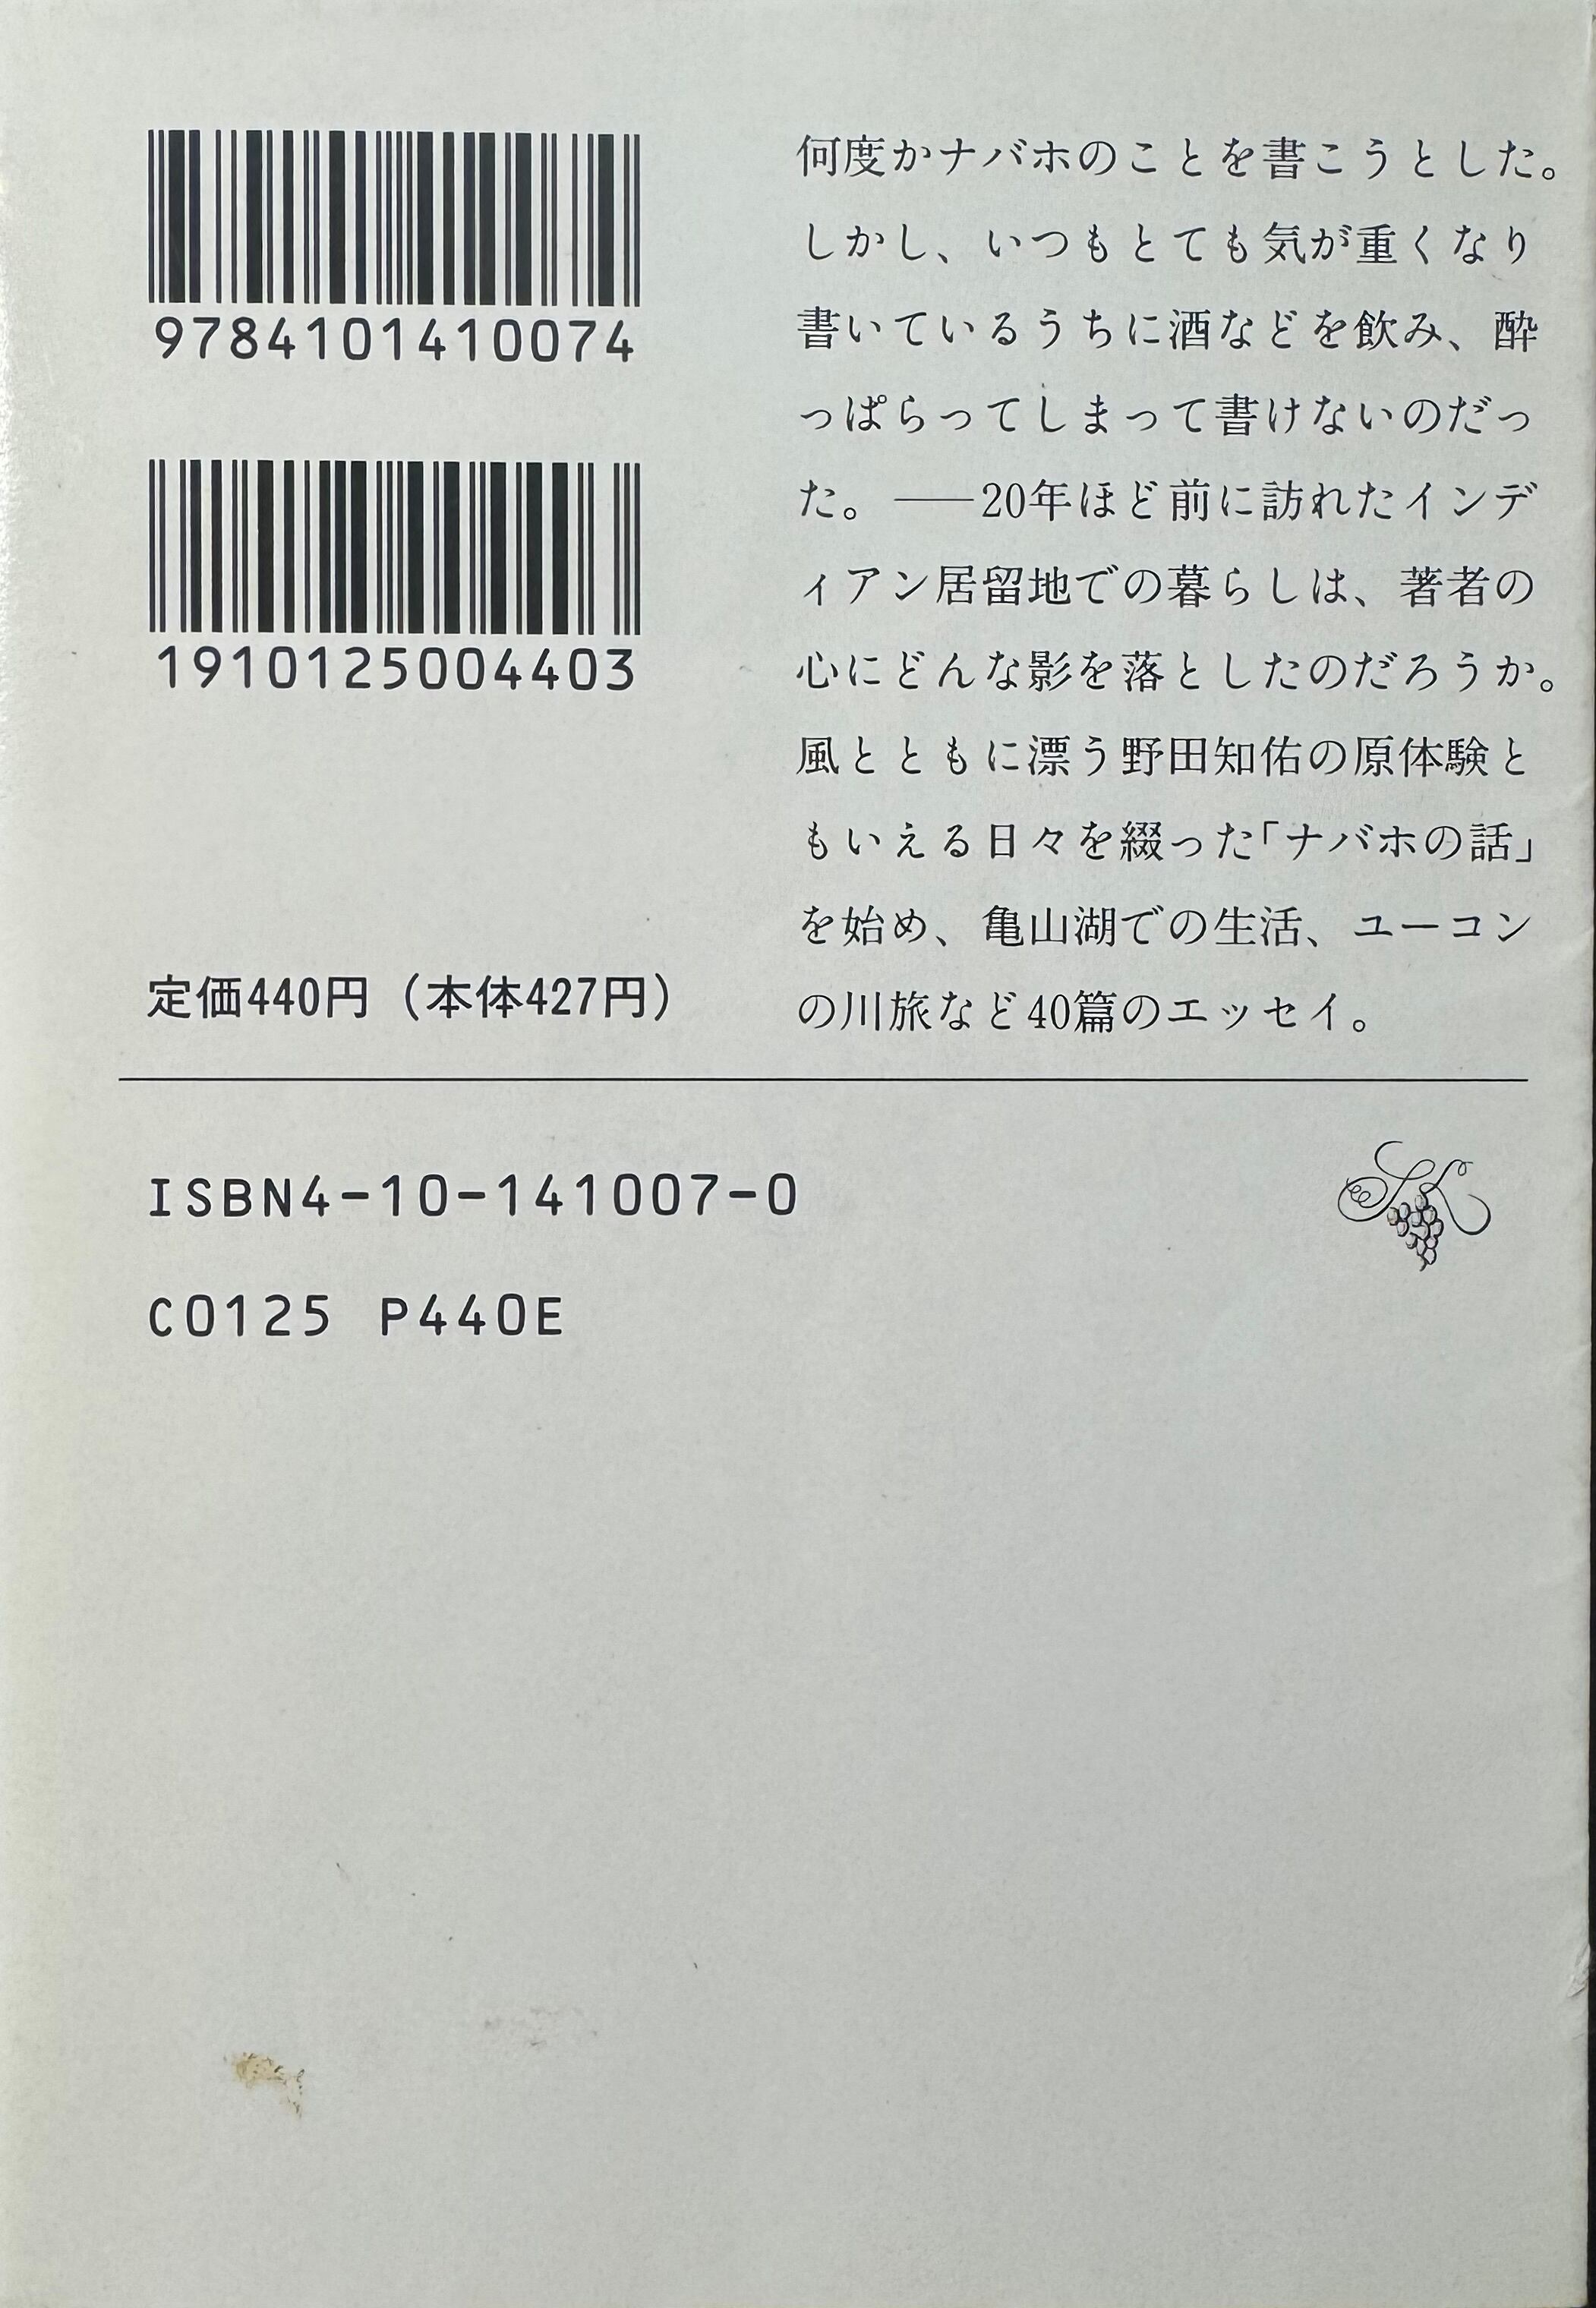 9784101410074
1910125004403
定価440円（本体427円）
何度かナバホのことを書こうとした。
しかし、いつもとても気が重くなり
書いているうちに酒などを飲み、酔
っぱらってしまって書けないのだっ
た。――20年ほど前に訪れたインデ
ィアン居留地での暮らしは、著者の
心にどんな影を落としたのだろうか。
風とともに漂う野田知佑の原体験と
もいえる日々を綴った「ナバホの話」
を始め、亀山湖での生活、ユーコン
の川旅など40篇のエッセイ。
ISBN4-10-141007-0
C0125 P440E